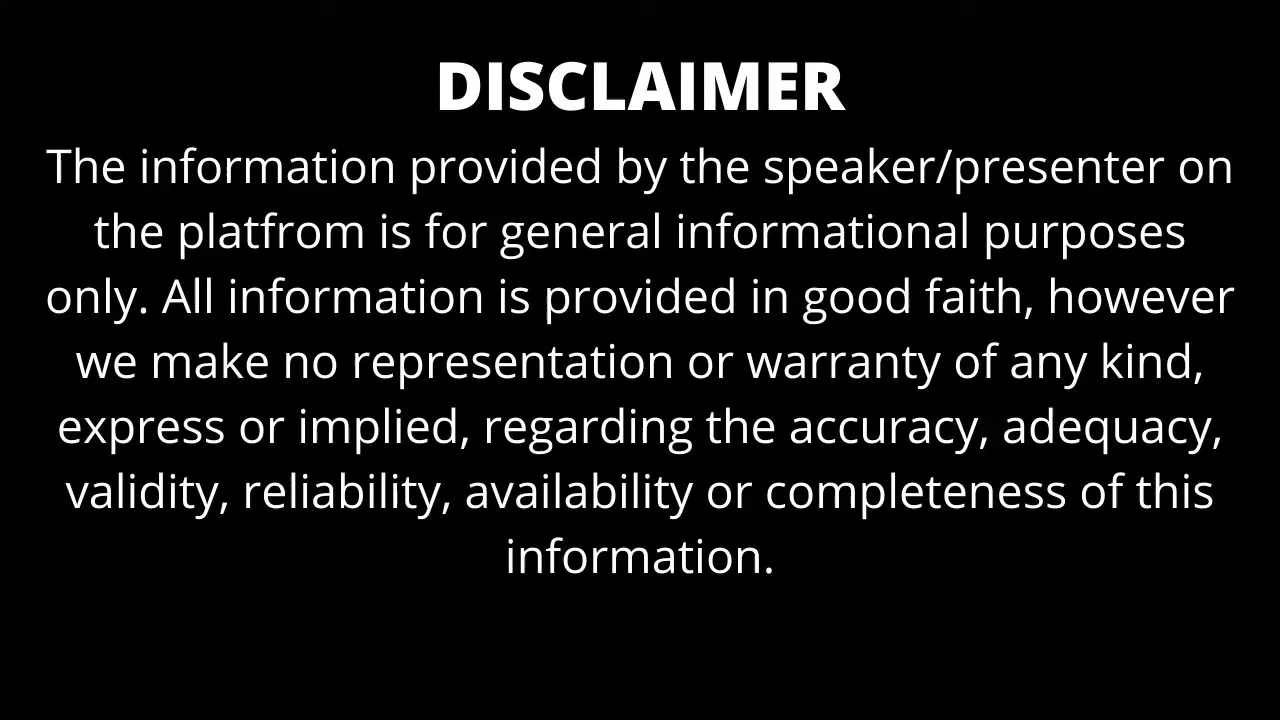 DISCLAIMER
The information provided by the speaker/presenter on
the platfrom is for general informational purposes
only. All information is provided in good faith, however
we make no representation or warranty of any kind,
express or implied, regarding the accuracy, adequacy,
validity, reliability, availability or completeness of this
information.